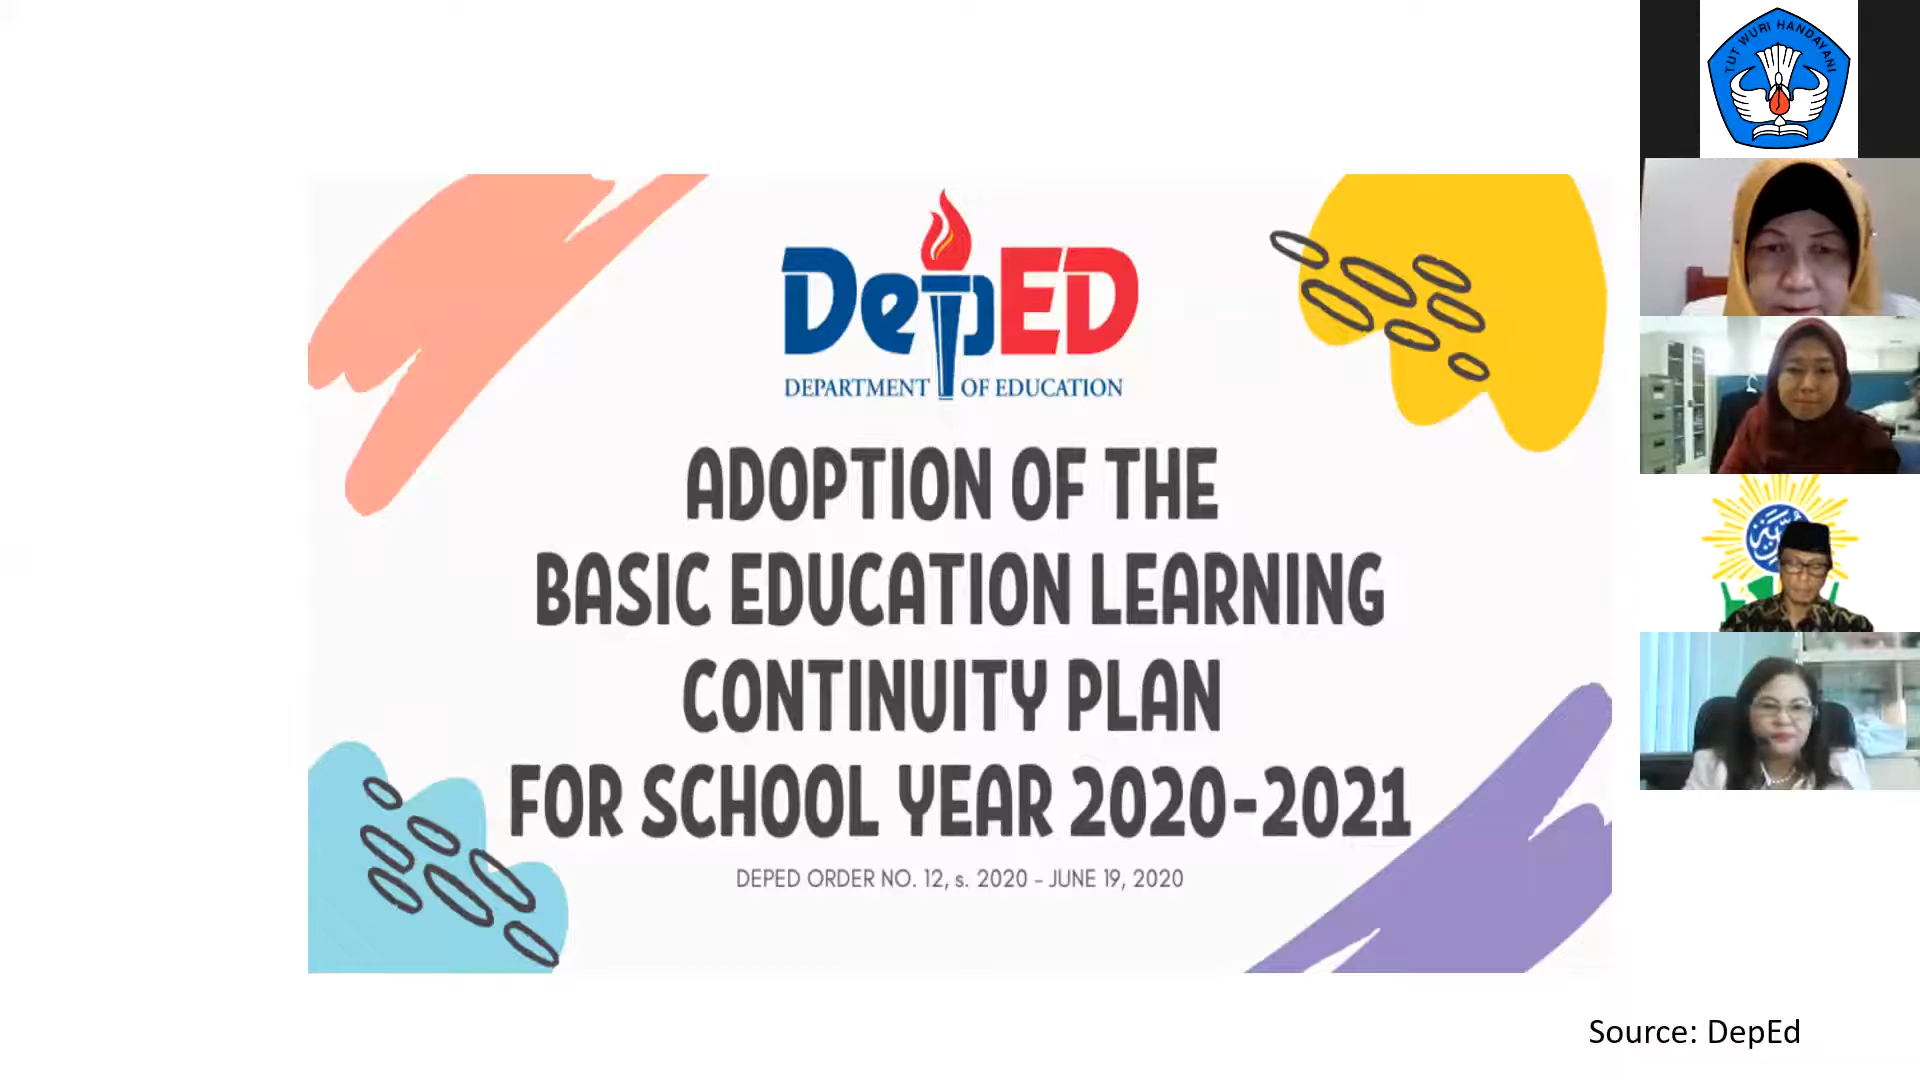 DepED
DEPARTMENT OF EDUCATION
ADOPTION OF THE
BASIC EDUCATION LEARNING
CONTINUITY PLAN
FOR SCHOOL YEAR 2020-2021
DEPED ORDER NO. 12, s. 2020 - JUNE 19, 2020
Source: DepEd
TUT WURI HANDAYANI